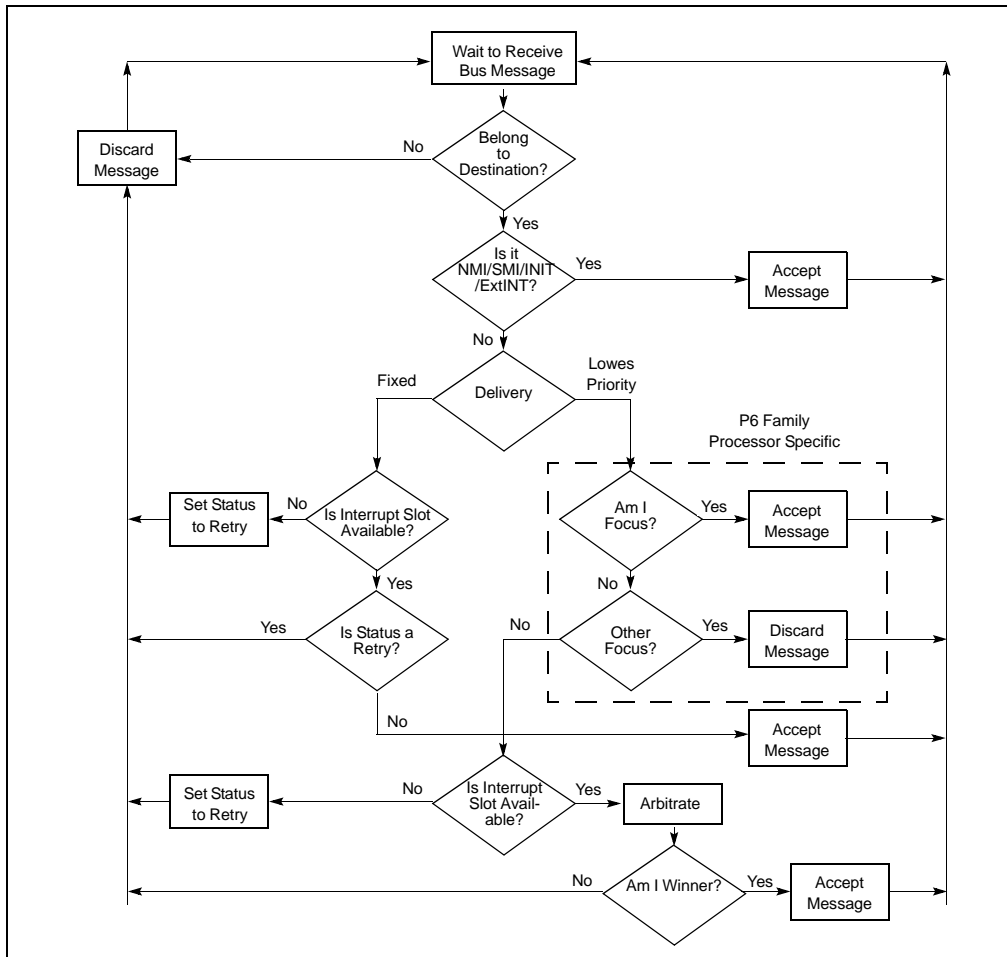 Wait to Receive
Bus Message
Belong
to
Destination?
No
Discard
Message
Yes
Is it
NMI/SMI/INIT
/ExtINT?
Yes
Accept
Message
No
Delivery
Fixed
Lowes
Priority
P6 Family
Processor Specific
Set Status
to Retry
No
Is Interrupt Slot
Available?
Am I
Focus?
Yes
Accept
Message
Yes
No
Yes
Is Status a
Retry?
No
Other
Focus?
Yes
Discard
Message
No
Accept
Message
Set Status
to Retry
No
Is Interrupt
Slot Avail-
able?
Yes
Arbitrate
No
Am I Winner?
Yes
Accept
Message